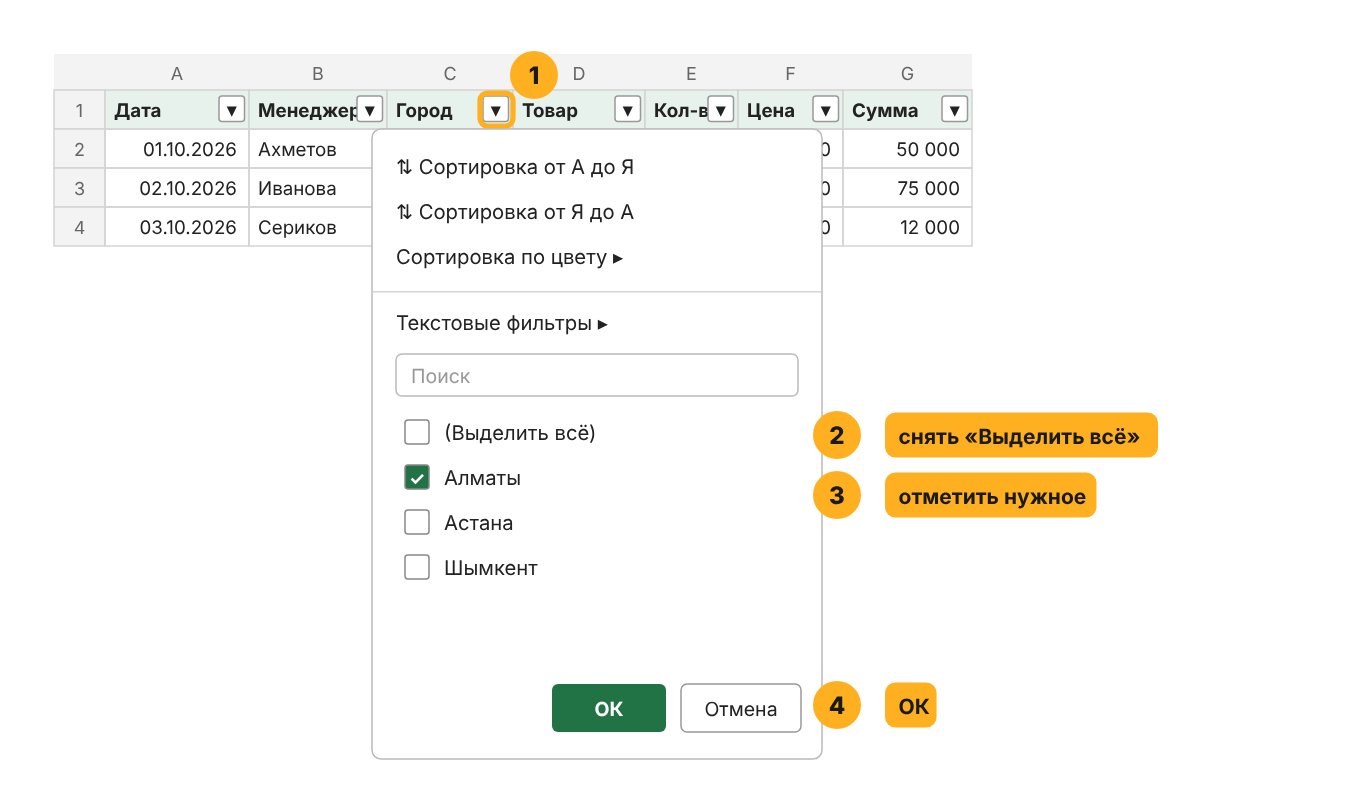 A B C 1 D E F G
1 Дата ▼ Менеджер ▼ Город ▼ Товар ▼ Кол-в ▼ Цена ▼ Сумма ▼
2 01.10.2026 Ахметов 0 50 000
3 02.10.2026 Иванова 0 75 000
4 03.10.2026 Сериков 0 12 000
⇅ Сортировка от А до Я
⇅ Сортировка от Я до А
Сортировка по цвету ▸
Текстовые фильтры ▸
Поиск
(Выделить всё) 2 снять «Выделить всё»
Алматы 3 отметить нужное
Астана
Шымкент
ОК Отмена 4 ОК